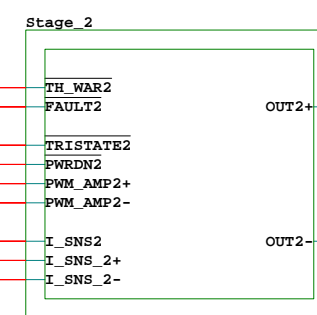 Stage_2
TH_WAR2
FAULT2 OUT2+
TRISTATE2
PWRDN2
PWM_AMP2+
PWM_AMP2-
I_SNS2 OUT2-
I_SNS_2+
I_SNS_2-